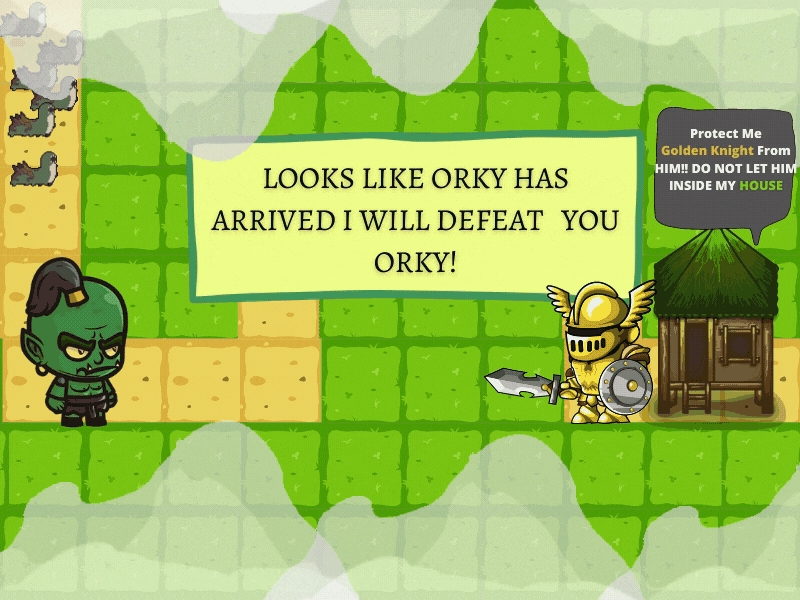 LOOKS LIKE ORKY HAS
ARRIVED I WILL DEFEAT YOU
ORKY!
Protect Me
Golden Knight From
HIM!! DO NOT LET HIM
INSIDE MY HOUSE